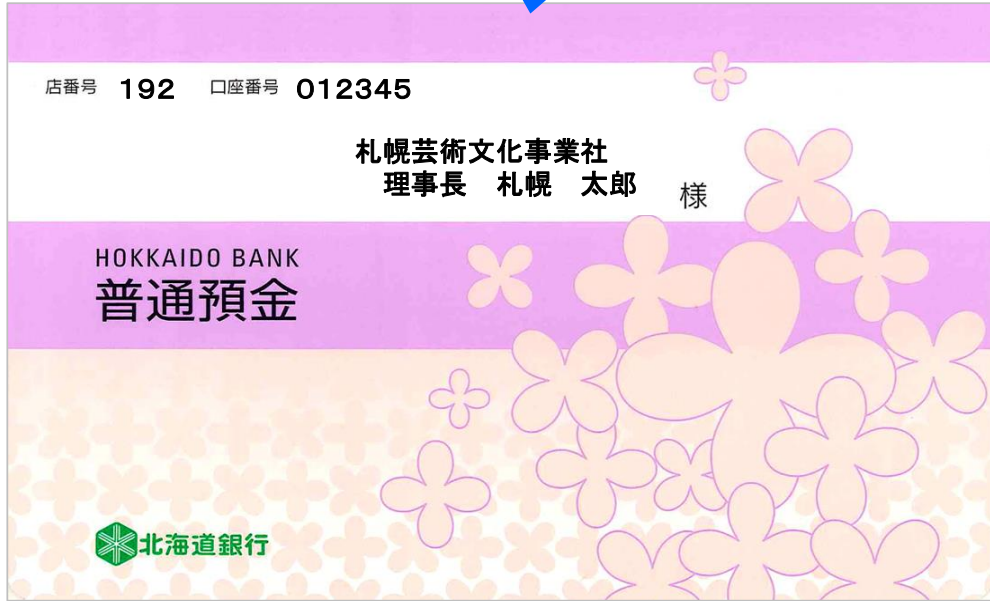 店番号 192 口座番号 012345
札幌芸術文化事業社
理事長 札幌 太郎 様
HOKKAIDO BANK
普通預金
北海道銀行